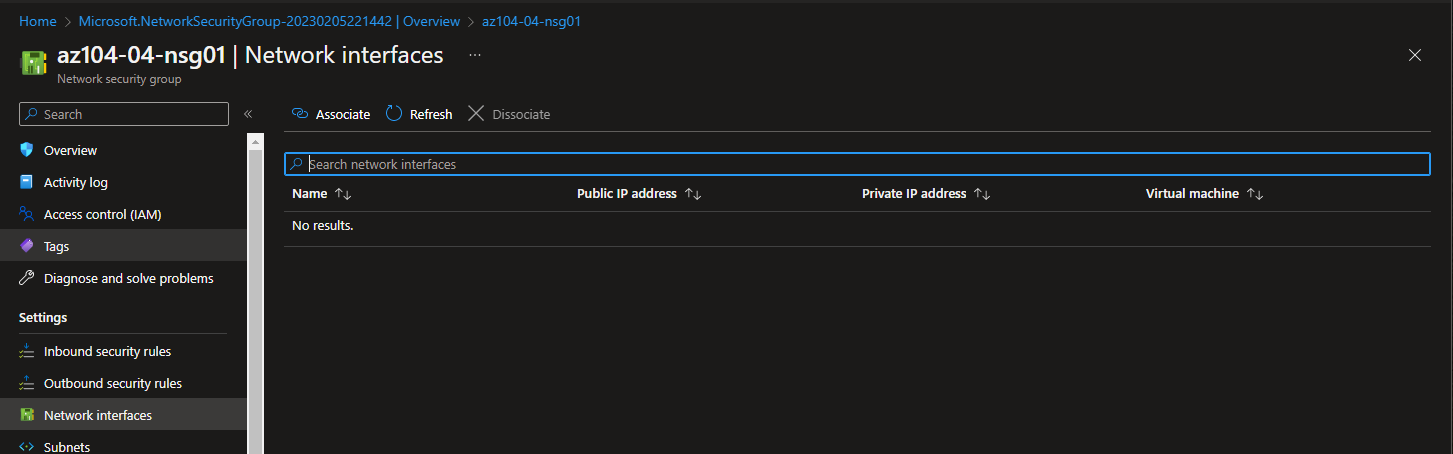 Home > Microsoft.NetworkSecurityGroup-20230205221442 | Overview > az104-04-nsg01
az104-04-nsg01 | Network interfaces ...
Network security group
Search «
Associate Refresh Dissociate
Overview
Activity log
Access control (IAM)
Tags
Diagnose and solve problems
Settings
Inbound security rules
Outbound security rules
Network interfaces
Subnets
Search network interfaces
Name Public IP address Private IP address Virtual machine
No results.